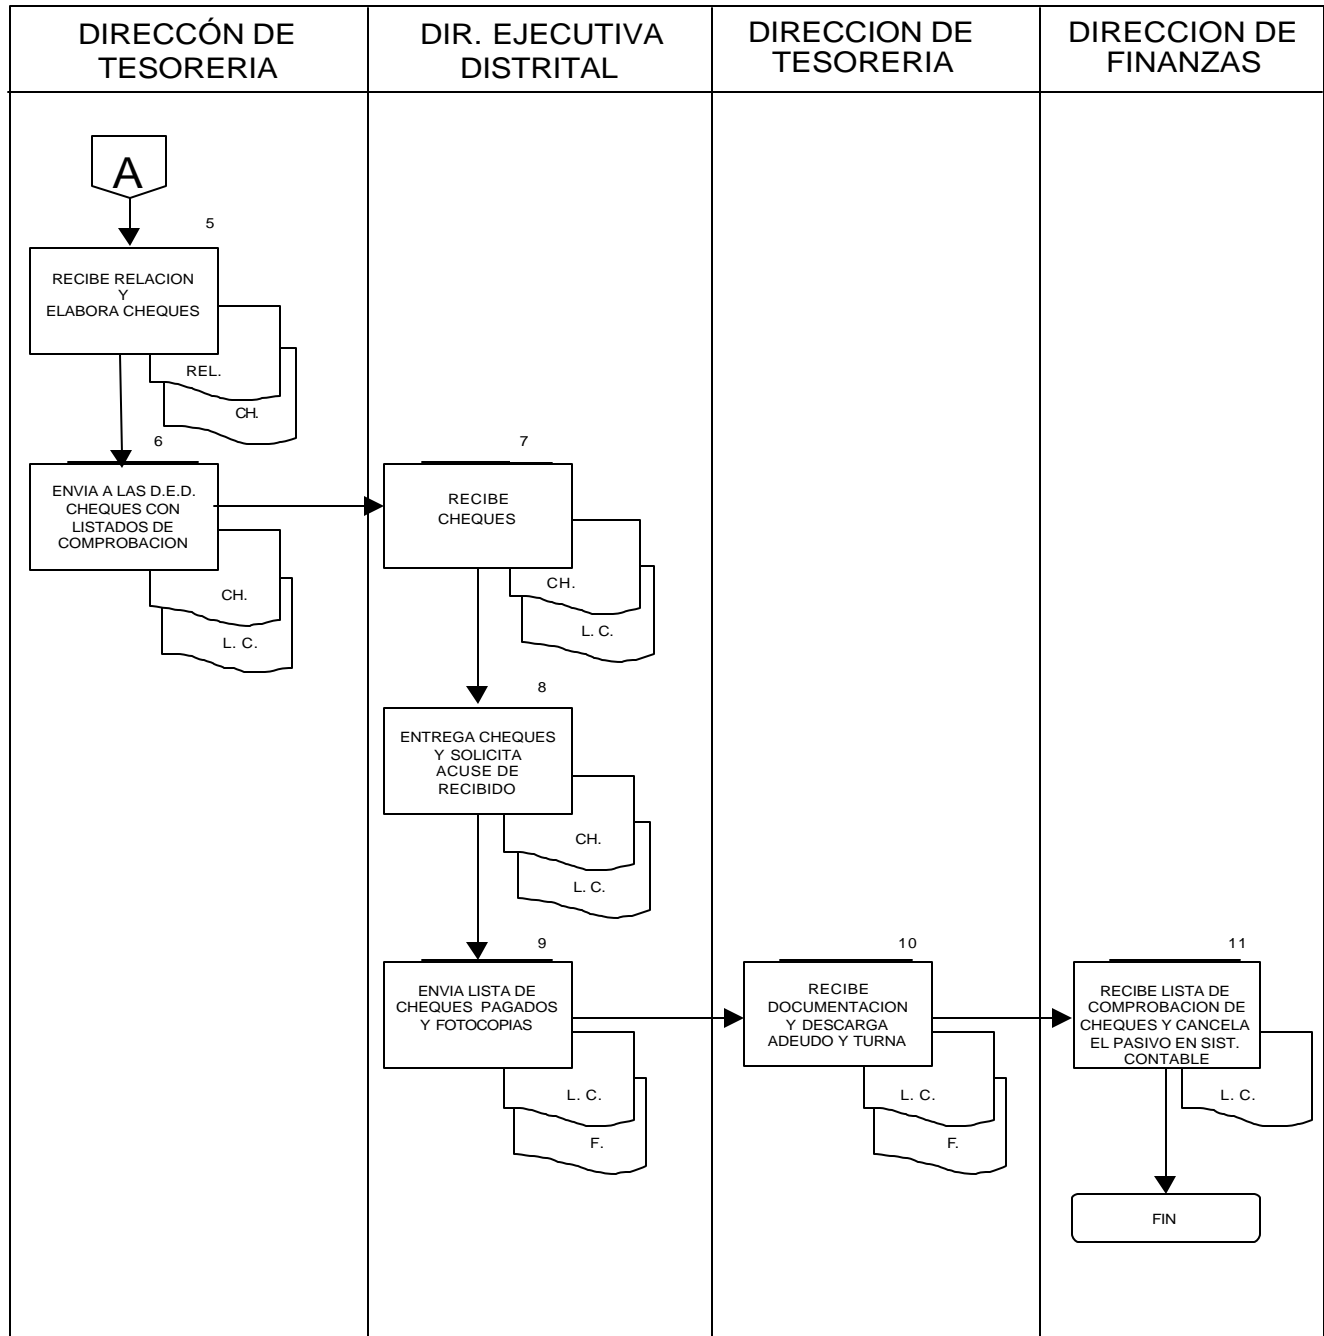 DIRECCÓN DE
TESORERIA
DIR. EJECUTIVA
DISTRITAL
DIRECCION DE
TESORERIA
DIRECCION DE
FINANZAS
A
5
RECIBE RELACION
Y
ELABORA CHEQUES
REL.
CH.
6
ENVIA A LAS D.E.D.
CHEQUES CON
LISTADOS DE
COMPROBACION
CH.
L. C.
7
RECIBE
CHEQUES
CH.
L. C.
8
ENTREGA CHEQUES
Y SOLICITA
ACUSE DE
RECIBIDO
CH.
L. C.
9
ENVIA LISTA DE
CHEQUES PAGADOS
Y FOTOCOPIAS
L. C.
F.
10
RECIBE
DOCUMENTACION
Y DESCARGA
ADEUDO Y TURNA
L. C.
F.
11
RECIBE LISTA DE
COMPROBACION DE
CHEQUES Y CANCELA
EL PASIVO EN SIST.
CONTABLE
L. C.
FIN